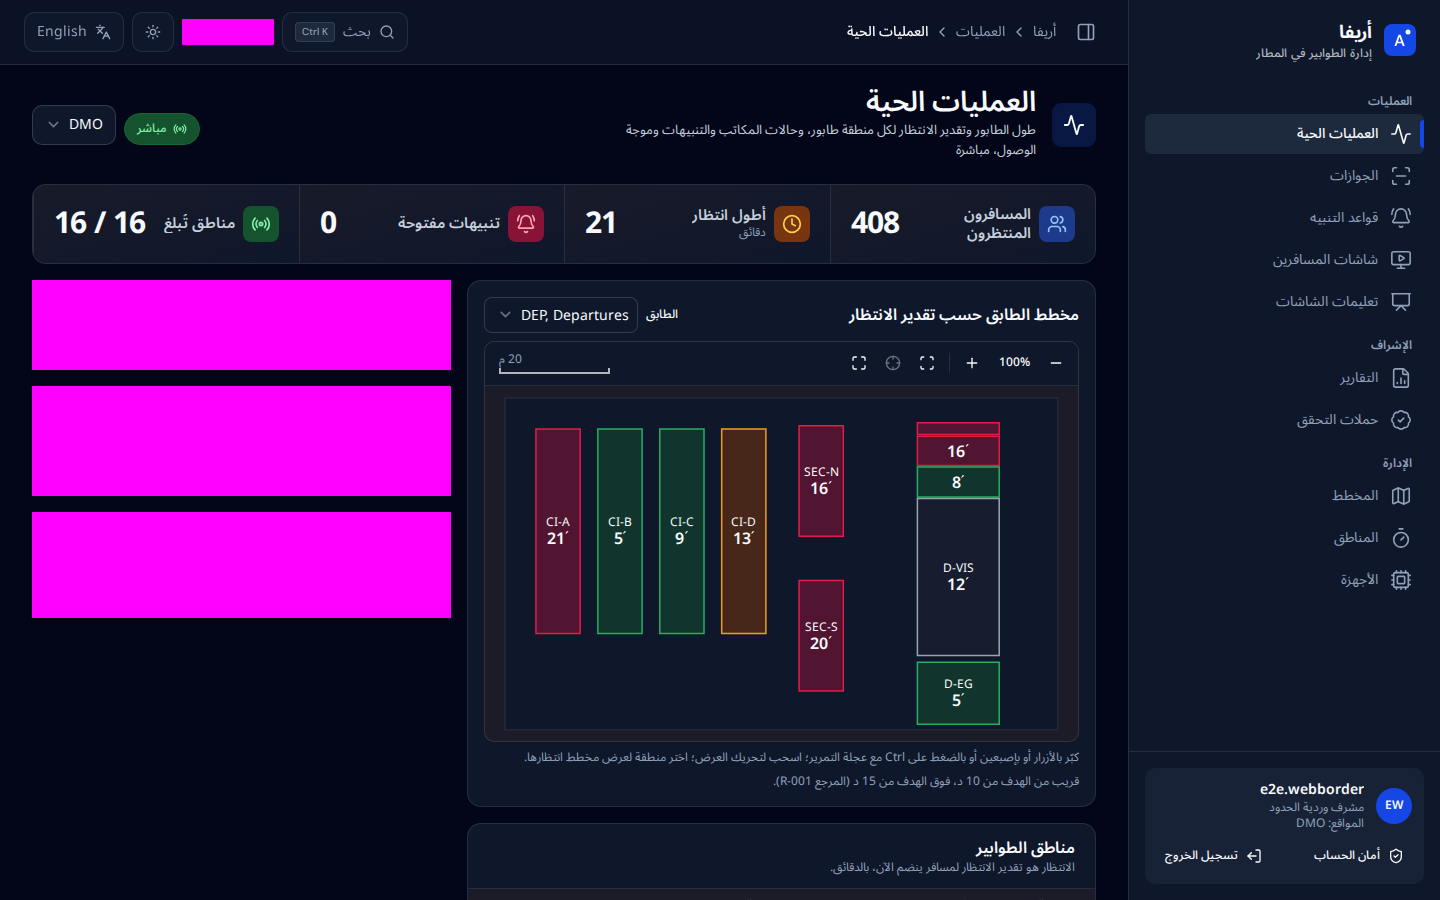 أريفا
إدارة الطوابير في المطار
العمليات
العمليات الحية
الجوازات
قواعد التنبيه
شاشات المسافرين
تعليمات الشاشات
الإشراف
التقارير
حملات التحقق
الإدارة
المخطط
المناطق
الأجهزة
EW
e2e.webborder
مشرف وردية الحدود
المواقع: DMO
أمان الحساب
تسجيل الخروج
أريفا
العمليات
العمليات الحية
بحث
Ctrl K
English
العمليات الحية
طول الطابور وتقدير الانتظار لكل منطقة طابور، وحالات المكاتب والتنبيهات وموجة
الوصول، مباشرة
مباشر
DMO
المسافرون
المنتظرون
408
أطول انتظار
دقائق
21
تنبيهات مفتوحة
0
مناطق تُبلغ
16 / 16
مخطط الطابق حسب تقدير الانتظار
الطابق
DEP, Departures
100%
20 م
CI-A
21′
CI-B
5′
CI-C
9′
CI-D
13′
SEC-N
16′
SEC-S
20′
16′
8′
D-VIS
12′
D-EG
5′
كبّر بالأزرار أو بإصبعين أو بالضغط على Ctrl مع عجلة التمرير؛ اسحب لتحريك العرض؛ اختر منطقة لعرض مخطط انتظارها.
قريب من الهدف من 10 د، فوق الهدف من 15 د (المرجع R-001).
مناطق الطوابير
الانتظار هو تقدير الانتظار لمسافر ينضم الآن، بالدقائق.